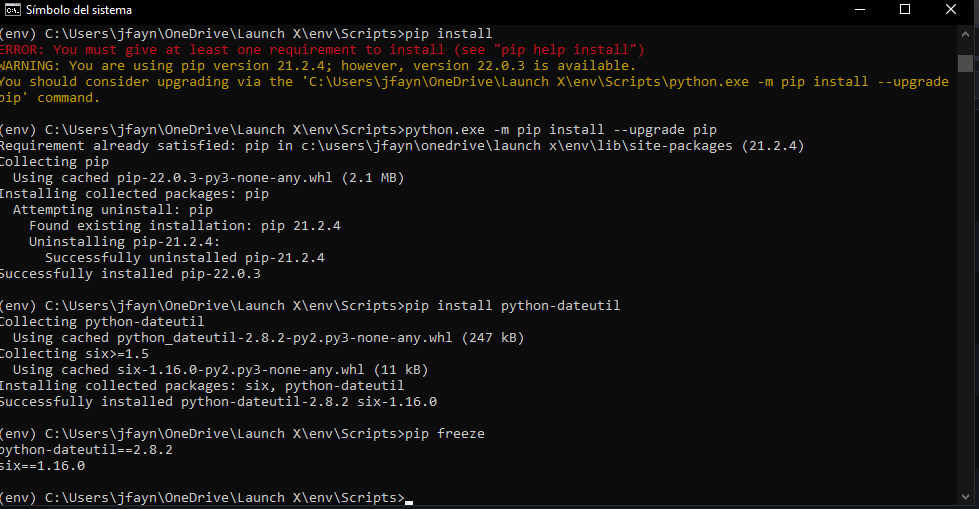 Símbolo del sistema
(env) C:\Users\jfayn\OneDrive\Launch X\env\Scripts>pip install
ERROR: You must give at least one requirement to install (see "pip help install")
WARNING: You are using pip version 21.2.4; however, version 22.0.3 is available.
You should consider upgrading via the 'C:\Users\jfayn\OneDrive\Launch X\env\Scripts\python.exe -m pip install --upgrade
pip' command.
(env) C:\Users\jfayn\OneDrive\Launch X\env\Scripts>python.exe -m pip install --upgrade pip
Requirement already satisfied: pip in c:\users\jfayn\onedrive\launch x\env\lib\site-packages (21.2.4)
Collecting pip
  Using cached pip-22.0.3-py3-none-any.whl (2.1 MB)
Installing collected packages: pip
  Attempting uninstall: pip
    Found existing installation: pip 21.2.4
    Uninstalling pip-21.2.4:
      Successfully uninstalled pip-21.2.4
Successfully installed pip-22.0.3
(env) C:\Users\jfayn\OneDrive\Launch X\env\Scripts>pip install python-dateutil
Collecting python-dateutil
  Using cached python_dateutil-2.8.2-py2.py3-none-any.whl (247 kB)
Collecting six>=1.5
  Using cached six-1.16.0-py2.py3-none-any.whl (11 kB)
Installing collected packages: six, python-dateutil
Successfully installed python-dateutil-2.8.2 six-1.16.0
(env) C:\Users\jfayn\OneDrive\Launch X\env\Scripts>pip freeze
python-dateutil==2.8.2
six==1.16.0
(env) C:\Users\jfayn\OneDrive\Launch X\env\Scripts>